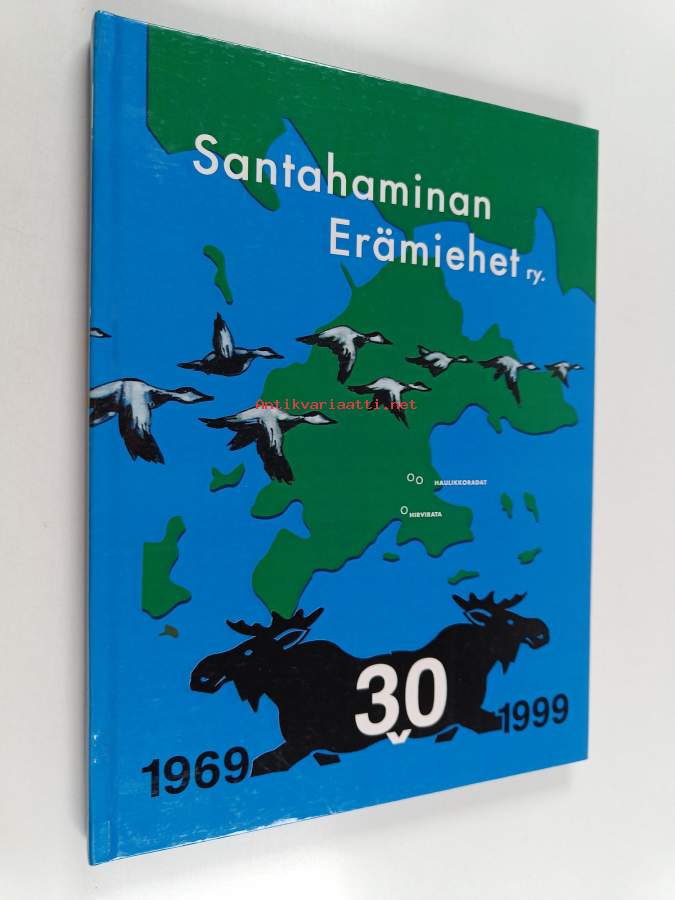 Santahaminan
Erämiehet ry.
Antikvariaatti.net
HAULIKKORADAT
HIRVIRATA
30
1969
1999